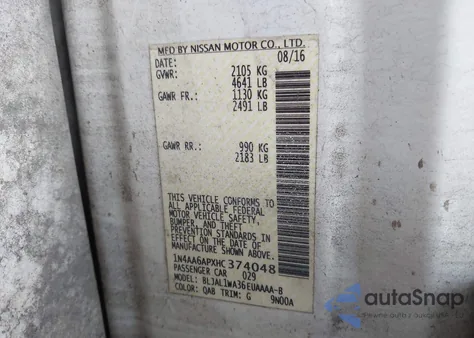 MFD BY NISSAN MOTOR CO., LTD.
DATE: 08/16
GVWR: 2105 KG
4641 LB
GAWR FR.: 1130 KG
2491 LB
GAWR RR.: 990 KG
2183 LB
THIS VEHICLE CONFORMS TO
ALL APPLICABLE FEDERAL
MOTOR VEHICLE SAFETY,
BUMPER, AND THEFT
PREVENTION STANDARDS
IN EFFECT ON THE DATE OF
MANUFACTURE SHOWN ABOVE.
1N4AA6APXHC374048
PASSENGER CAR 029
MODEL: BLJALIWA36EUAAAA-B
COLOR: QAB TRIM: G 9N00A
autoSnap